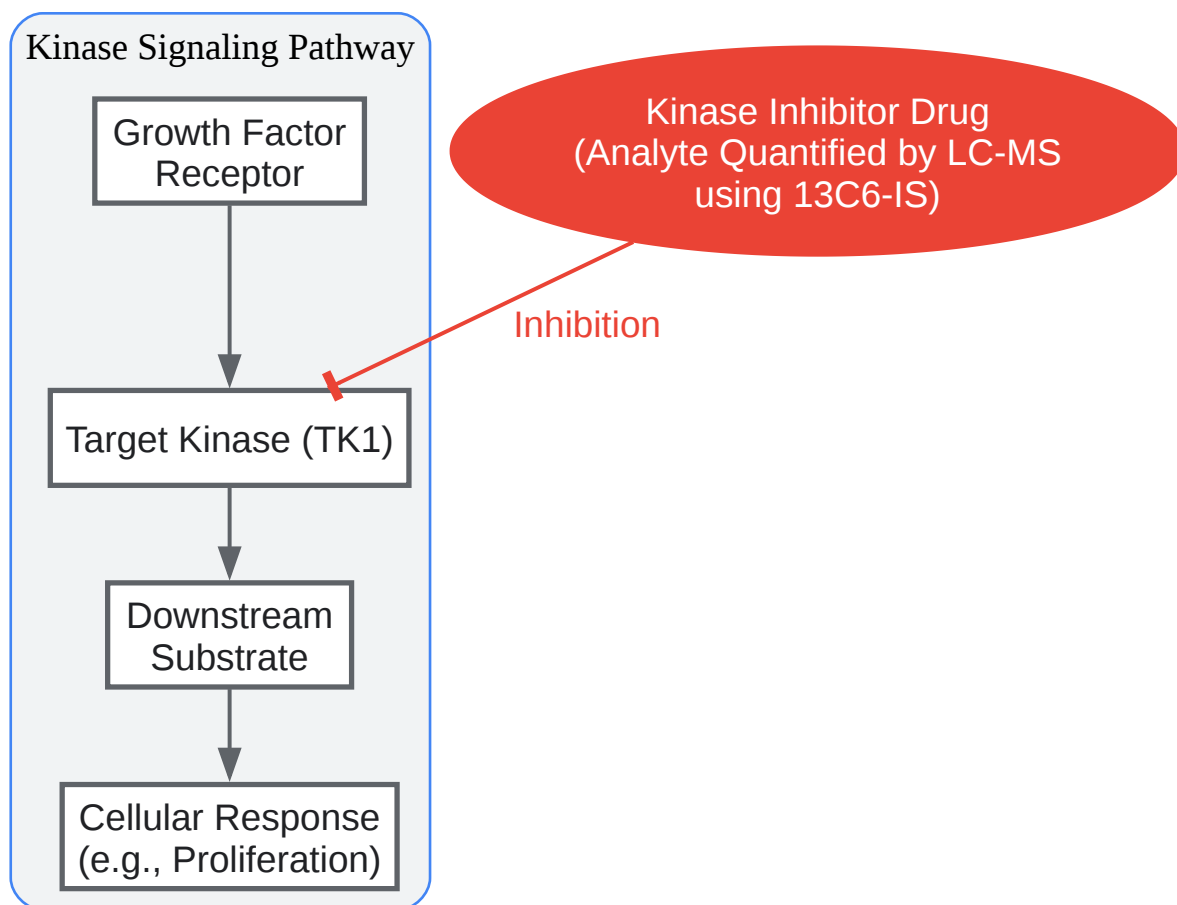 Kinase Signaling Pathway
Growth Factor
Receptor
Kinase Inhibitor Drug
(Analyte Quantified by LC-MS
using 13C6-IS)
Inhibition
Target Kinase (TK1)
Downstream
Substrate
Cellular Response
(e.g., Proliferation)